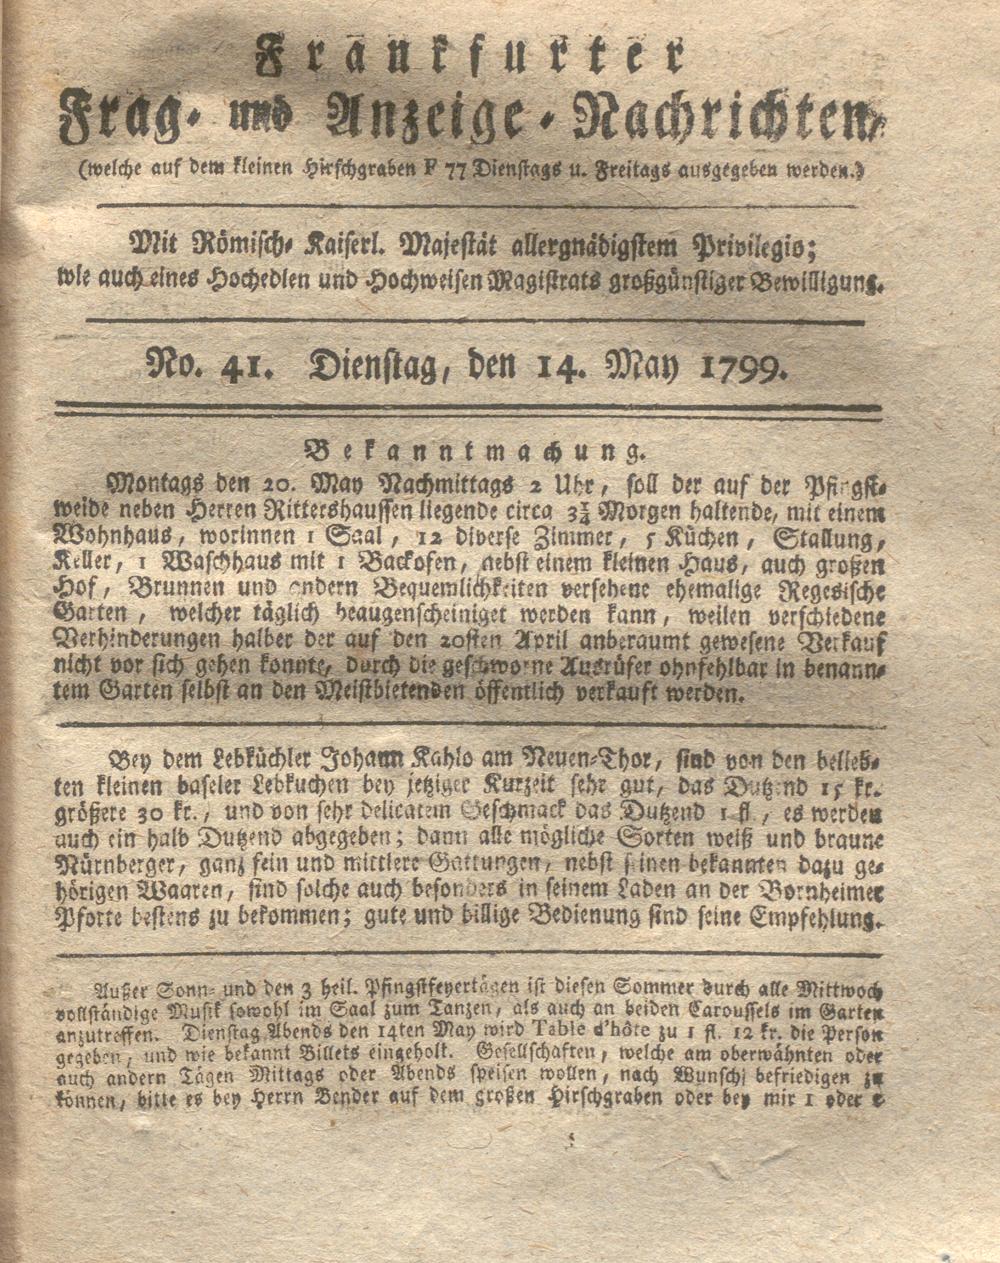 Frankfurter
Frag- und Anzeige-Nachrichten,
(welche auf dem kleinen Hirschgraben F 77 Dienstags u. Freitags ausgegeben werden.)
Mit Römisch- Kaiserl. Majestät allergnädigstem Privilegio;
wie auch eines Hochedlen und Hochweisen Magistrats großgünstiger Bewilligung.
No. 41. Dienstag, den 14. May 1799.
Bekanntmachung.
Montags den 20. May Nachmittags 2 Uhr, soll der auf der Pfingst-
weide neben Herren Rittershaussen liegende circa Morgen haltende, mit einem
Wohnhaus, worinnen 1 Saal, 12 diverse Zimmer, 5 Küchen, Stallung,
Keller, 1 Waschhaus mit 1 Backofen, nebst einem kleinen Haus, auch großen
Hof, Brunnen und andern Bequemlichkeiten versehene ehemalige Regesische
Garten, welcher täglich beaugenscheiniget werden kann, weilen verschiedene
Verhinderungen halber der auf den 20sten April anberaumt gewesene Verkauf
nicht vor sich gehen konnte, durch die geschworne Ausrüfer ohnfehlbar in benann-
tem Garten selbst an den Meistbietenden öffentlich verkauft werden.
Bey dem Lebküchler Johann Kahlo am Neuen-Thor, sind von den belieb-
ten kleinen baseler Lebkuchen bey jetziger Kurzeit sehr gut, das Dutzend 15 kr.
größere 30 kr., und von sehr delicatem Geschmack das Dutzend 1 fl, es werden
auch ein halb Dutzend abgegeben; dann alle mögliche Sorten weiß und braune
Nürnberger, ganz fein und mittlere Gattungen, nebst seinen bekannten dazu ge-
hörigen Waaren, sind solche auch besonders in seinem Laden an der Bornheimer
Pforte bestens zu bekommen; gute und billige Bedienung sind seine Empfehlung.
Außer Sonn- und den 3 heil. Pfingstfeyertägen ist diesen Sommer durch alle Mittwoch
vollständige Musik sowohl im Saal zum Tanzen, als auch an beiden Caroussels im Garten
anzutreffen. Dienstag Abends den 14ten May wird Table d'hôte zu 1 fl. 12 kr. die Person
gegeben, und wie bekannt Billets eingeholt. Gesellschaften, welche am oberwähnten oder
auch andern Tägen Mittags oder Abends speisen wollen, nach Wunsch befriedigen zu
können, bitte es bey Herrn Bender auf dem großen Hirschgraben oder bey mir 1 oder